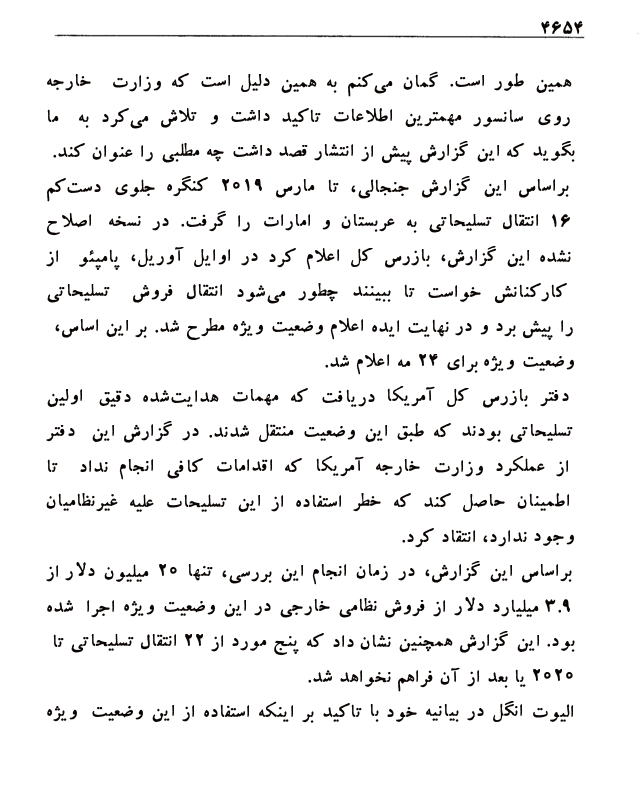 ۴۶۵۴
همین طور است. گمان می‌کنم به همین دلیل است که وزارت خارجه
روی سانسور مهمترین اطلاعات تاکید داشت و تلاش می‌کرد به ما
بگوید که این گزارش پیش از انتشار قصد داشت چه مطلبی را عنوان کند.
براساس این گزارش جنجالی، تا مارس ۲۰۱۹ کنگره جلوی دست‌کم
۱۶ انتقال تسلیحاتی به عربستان و امارات را گرفت. در نسخه اصلاح
نشده این گزارش، بازرس کل اعلام کرد در اوایل آوریل، پامپئو از
کارکنانش خواست تا ببینند چطور می‌شود انتقال فروش تسلیحاتی
را پیش برد و در نهایت ایده اعلام وضعیت ویژه مطرح شد. بر این اساس،
وضعیت ویژه برای ۲۴ مه اعلام شد.
دفتر بازرس کل آمریکا دریافت که مهمات هدایت‌شده دقیق اولین
تسلیحاتی بودند که طبق این وضعیت منتقل شدند. در گزارش این دفتر
از عملکرد وزارت خارجه آمریکا که اقدامات کافی انجام نداد تا
اطمینان حاصل کند که خطر استفاده از این تسلیحات علیه غیرنظامیان
وجود ندارد، انتقاد کرد.
براساس این گزارش، در زمان انجام این بررسی، تنها ۲۰ میلیون دلار از
۳.۹ میلیارد دلار از فروش نظامی خارجی در این وضعیت ویژه اجرا شده
بود. این گزارش همچنین نشان داد که پنج مورد از ۲۲ انتقال تسلیحاتی تا
۲۰۲۰ یا بعد از آن فراهم نخواهد شد.
الیوت انگل در بیانیه خود با تاکید بر اینکه استفاده از این وضعیت ویژه